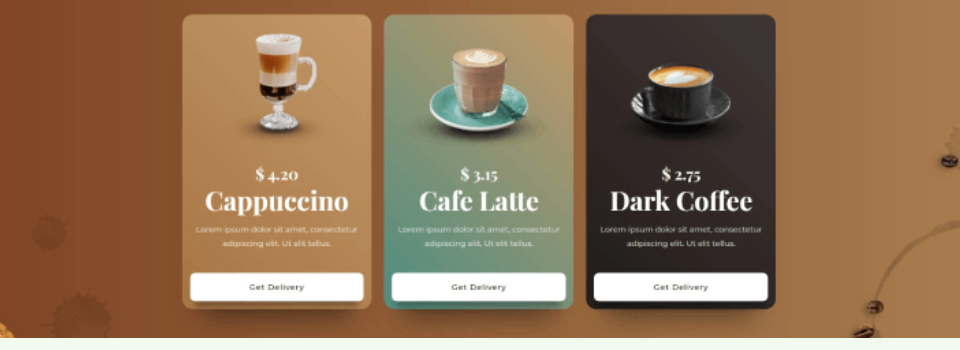 $ 4.20
Cappuccino
Lorem ipsum dolor sit amet, consectetur
adipiscing elit. Ut elit tellus.
Get Delivery
$ 3.15
Cafe Latte
Lorem ipsum dolor sit amet, consectetur
adipiscing elit. Ut elit tellus.
Get Delivery
$ 2.75
Dark Coffee
Lorem ipsum dolor sit amet, consectetur
adipiscing elit. Ut elit tellus.
Get Delivery